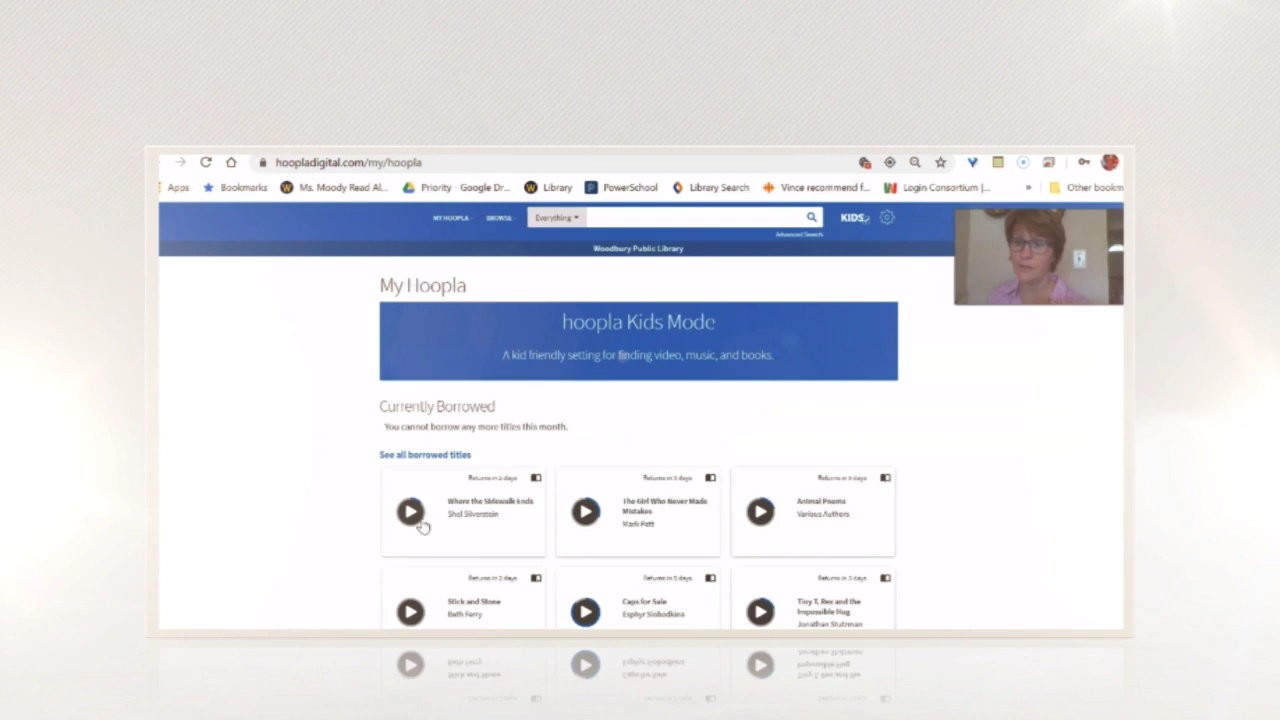 hoopladigital.com/my/hoopla
Apps Bookmarks Ms. Moody Read Al... Priority - Google Dr... Library PowerSchool Library Search Vince recommend f... Login Consortium |... » Other bookm
MY HOOPLA BROWSE Everything KIDS
Advanced Search
Woodbury Public Library
My Hoopla
hoopla Kids Mode
A kid friendly setting for finding video, music, and books.
Currently Borrowed
You cannot borrow any more titles this month.
See all borrowed titles
Returns in 2 days
Where the Sidewalk Ends
Shel Silverstein
Returns in 5 days
The Girl Who Never Made
Mistakes
Mark Pett
Returns in
days
Animal Poems
Various Authors
Returns in 2 days
Stick and Stone
Beth Ferry
Returns in 5 days
Caps for Sale
Esphyr Slobodkina
Returns in
days
Tiny T. Rex and the
Impossible Hug
Jonathan Stutzman